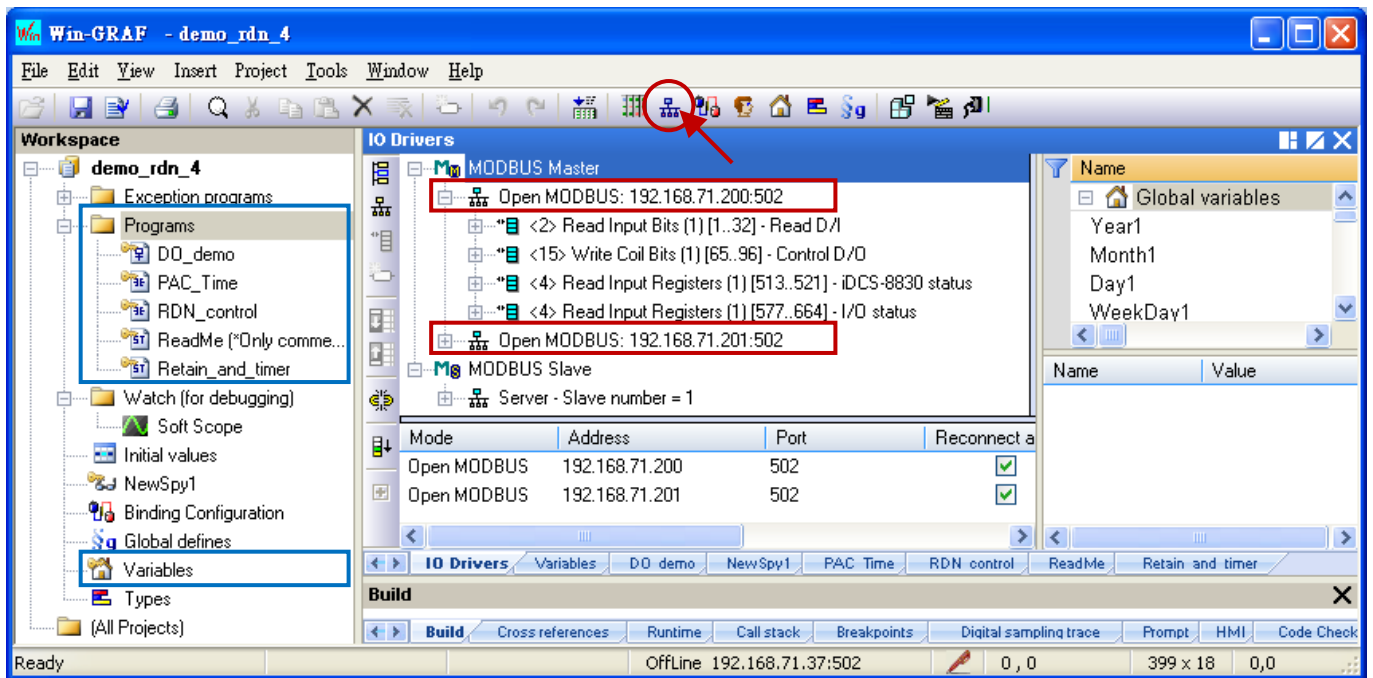 Win-GRAF - demo_rdn_4
File Edit View Insert Project Tools Window Help
Workspace
demo_rdn_4
Exception programs
Programs
DO_demo
PAC_Time
RDN_control
ReadMe (*Only comme...
Retain_and_timer
Watch (for debugging)
Soft Scope
Initial values
NewSpy1
Binding Configuration
Global defines
Variables
Types
(All Projects)
IO Drivers
MODBUS Master
Open MODBUS: 192.168.71.200:502
<2> Read Input Bits (1) [1..32] - Read D/I
<15> Write Coil Bits (1) [65..96] - Control D/O
<4> Read Input Registers (1) [513..521] - iDCS-8830 status
<4> Read Input Registers (1) [577..664] - I/O status
Open MODBUS: 192.168.71.201:502
MODBUS Slave
Server - Slave number = 1
Mode Address Port Reconnect a
Open MODBUS 192.168.71.200 502
Open MODBUS 192.168.71.201 502
Name
Global variables
Year1
Month1
Day1
WeekDay1
Name Value
IO Drivers Variables DO demo NewSpy1 PAC Time RDN control ReadMe Retain and timer
Build
Build Cross references Runtime Call stack Breakpoints Digital sampling trace Prompt HMI Code Check
Ready OffLine 192.168.71.37:502 0 , 0 399 x 18 0,0